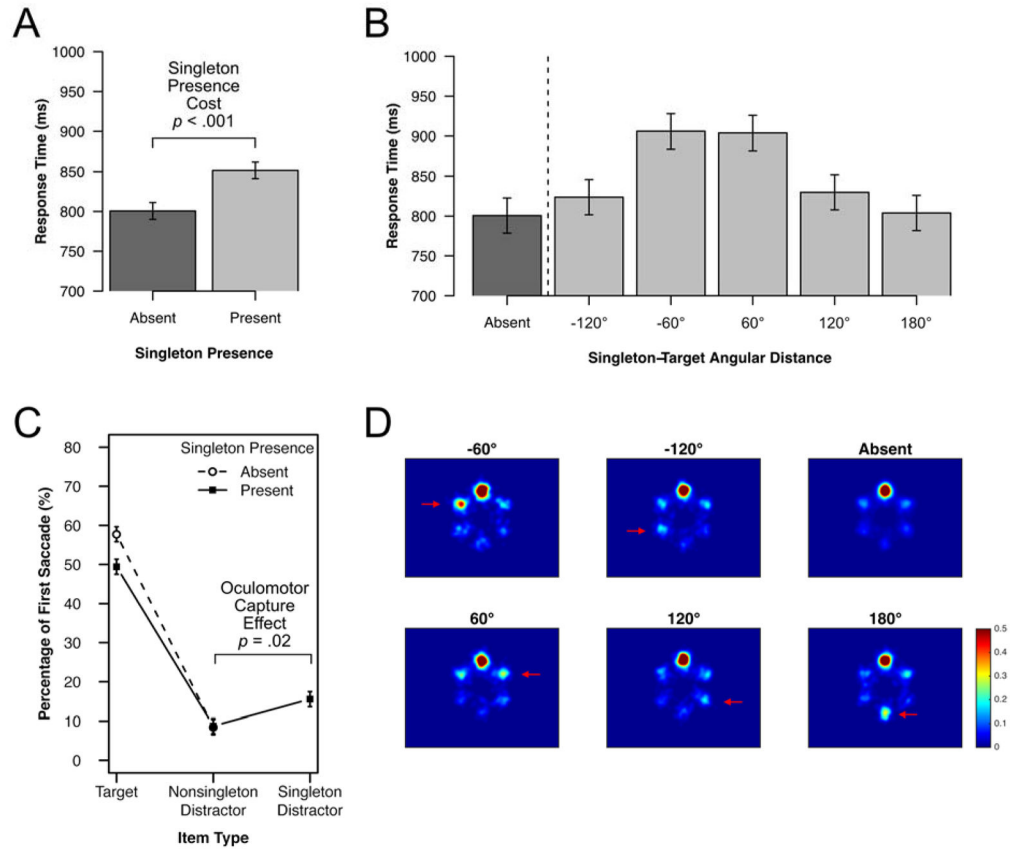 A
1000
950
900
850
800
750
700
Response Time (ms)
Singleton
Presence
Cost
p < .001
Absent
Present
Singleton Presence
B
1000
950
900
850
800
750
700
Response Time (ms)
Absent
-120°
-60°
60°
120°
180°
Singleton–Target Angular Distance
C
80
70
60
50
40
30
20
10
0
Percentage of First Saccade (%)
Singleton Presence
Absent
Present
Oculomotor
Capture
Effect
p = .02
Target
Nonsingleton
Distractor
Singleton
Distractor
Item Type
D
-60°
-120°
Absent
60°
120°
180°
0.5
0.4
0.3
0.2
0.1
0